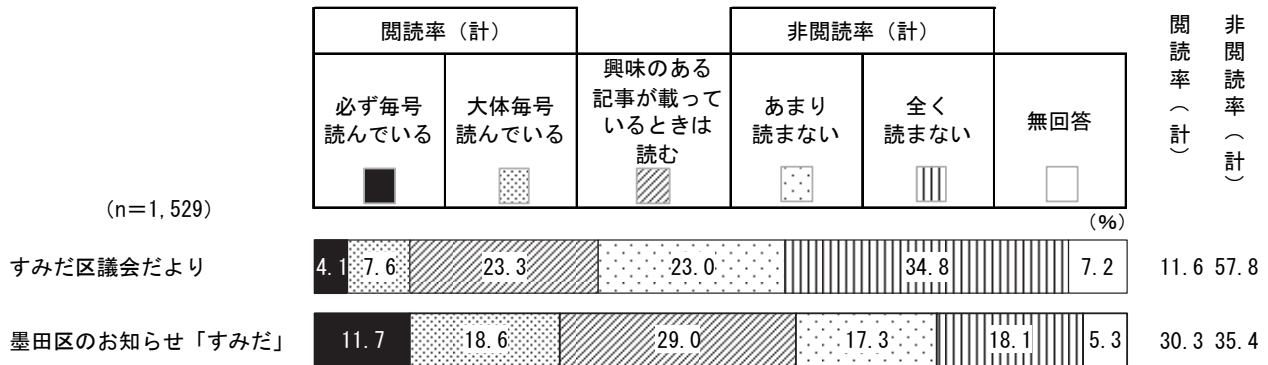 閲読率（計）
非閲読率（計）
必ず毎号
読んでいる
大体毎号
読んでいる
興味のある
記事が載って
いるときは
読む
あまり
読まない
全く
読まない
無回答
閲読率（計）
非閲読率（計）
(n＝1,529)
(%)
すみだ区議会だより 4.1 7.6 23.3 23.0 34.8 7.2 11.6 57.8
墨田区のお知らせ「すみだ」 11.7 18.6 29.0 17.3 18.1 5.3 30.3 35.4